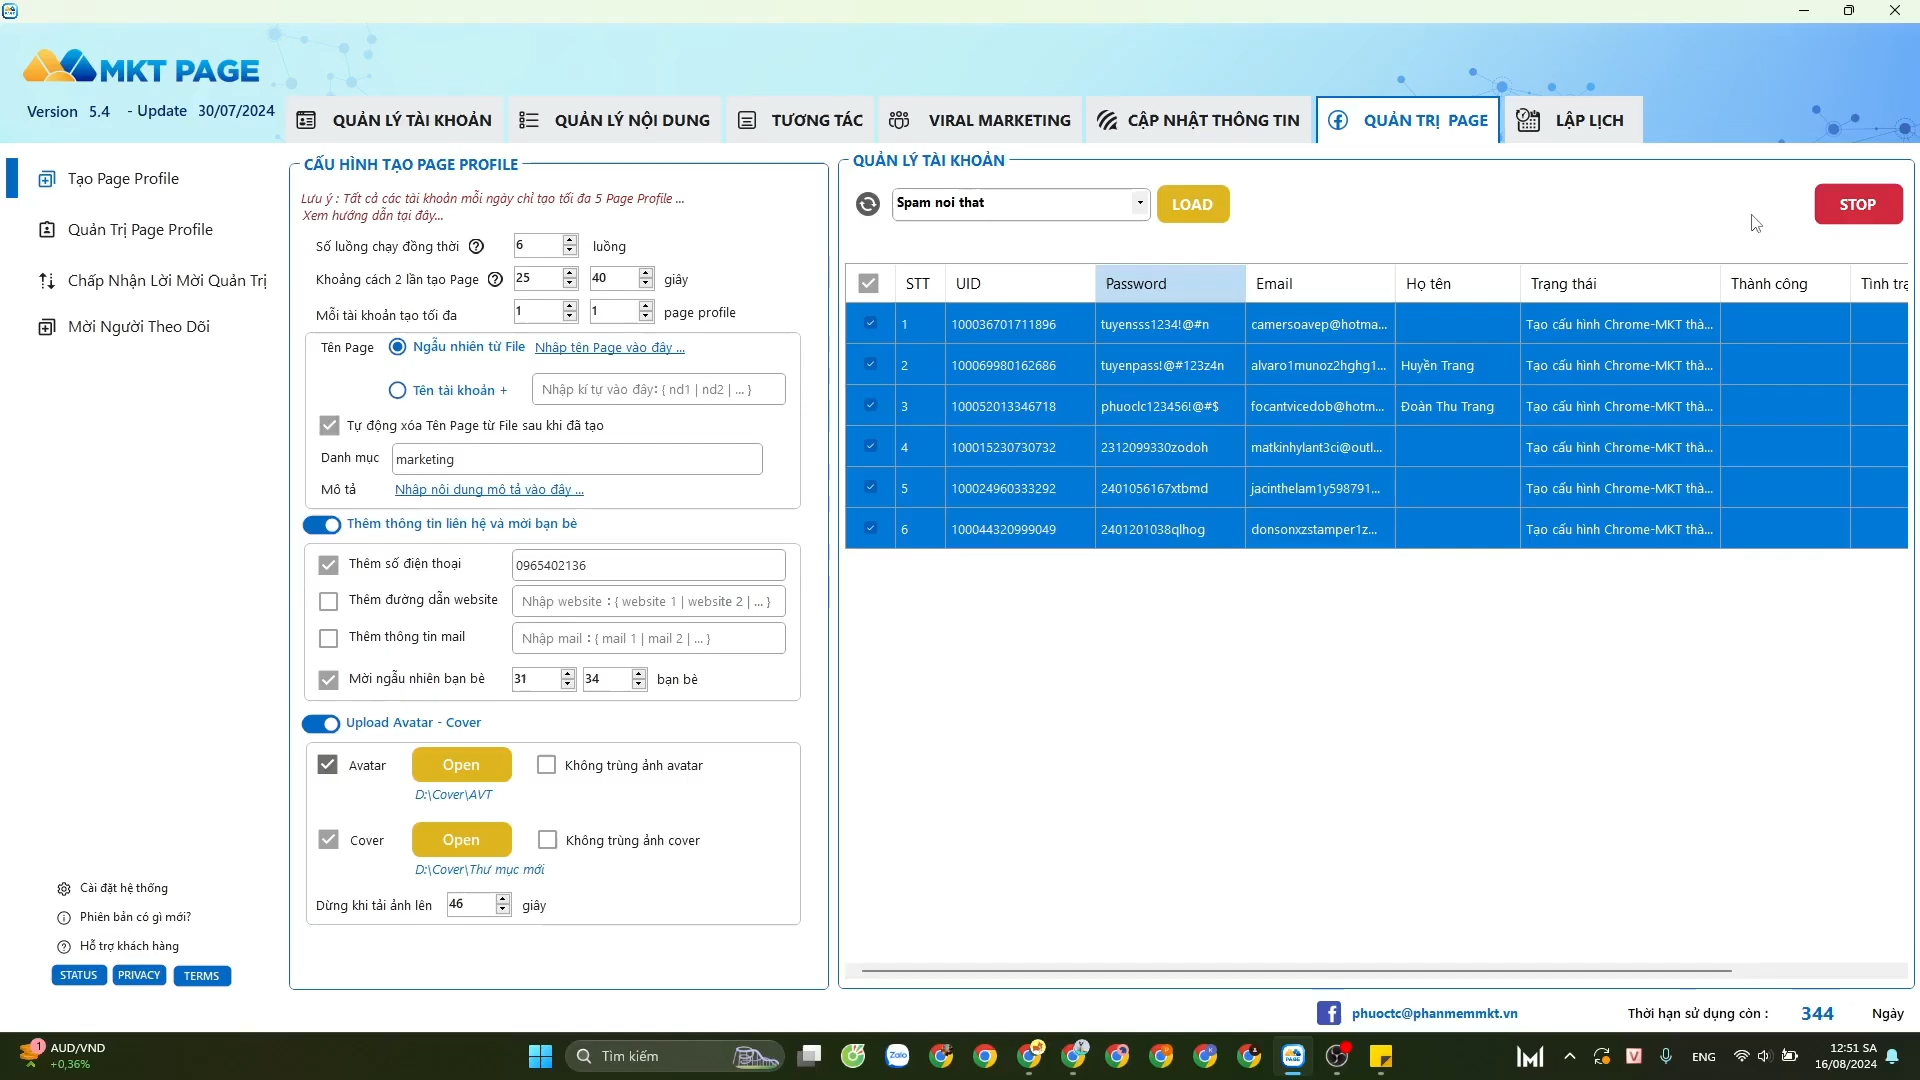 MKT PAGE
Version 5.4 - Update 30/07/2024
QUẢN LÝ TÀI KHOẢN
QUẢN LÝ NỘI DUNG
TƯƠNG TÁC
VIRAL MARKETING
CẬP NHẬT THÔNG TIN
QUẢN TRỊ PAGE
LẬP LỊCH
Tạo Page Profile
Quản Trị Page Profile
Chấp Nhận Lời Mời Quản Trị
Mời Người Theo Dõi
Cài đặt hệ thống
Phiên bản có gì mới?
Hỗ trợ khách hàng
STATUS PRIVACY TERMS
CẤU HÌNH TẠO PAGE PROFILE
Lưu ý : Tất cả các tài khoản mỗi ngày chỉ tạo tối đa 5 Page Profile ...
Xem hướng dẫn tại đây...
Số luồng chạy đồng thời 6 luồng
Khoảng cách 2 lần tạo Page 25 40 giây
Mỗi tài khoản tạo tối đa 1 1 page profile
Tên Page Ngẫu nhiên từ File Nhập tên Page vào đây ...
Tên tài khoản + Nhập kí tự vào đây: { nd1 | nd2 | ... }
Tự động xóa Tên Page từ File sau khi đã tạo
Danh mục marketing
Mô tả Nhập nội dung mô tả vào đây ...
Thêm thông tin liên hệ và mời bạn bè
Thêm số điện thoại 0965402136
Thêm đường dẫn website Nhập website : { website 1 | website 2 | ... }
Thêm thông tin mail Nhập mail : { mail 1 | mail 2 | ... }
Mời ngẫu nhiên bạn bè 31 34 bạn bè
Upload Avatar - Cover
Avatar Open Không trùng ảnh avatar
D:\Cover\AVT
Cover Open Không trùng ảnh cover
D:\Cover\Thư mục mới
Dừng khi tải ảnh lên 46 giây
QUẢN LÝ TÀI KHOẢN
Spam noi that LOAD STOP
STT UID Password Email Họ tên Trạng thái Thành công Tình trạ
1 100036701711896 tuyensss1234!@#n camersoavep@hotma... Tạo cấu hình Chrome-MKT thà...
2 100069980162686 tuyenpass!@#123z4n alvaro1munoz2hghg1... Huyền Trang Tạo cấu hình Chrome-MKT thà...
3 100052013346718 phuoclc123456!@#$ focantvicedob@hotm... Đoàn Thu Trang Tạo cấu hình Chrome-MKT thà...
4 100015230730732 2312099330zodoh matkinhylant3ci@outl... Tạo cấu hình Chrome-MKT thà...
5 100024960333292 2401056167xtbmd jacinthelam1y598791... Tạo cấu hình Chrome-MKT thà...
6 100044320999049 2401201038qlhog donsonxzstamper1z... Tạo cấu hình Chrome-MKT thà...
phuoctc@phanmemmkt.vn Thời hạn sử dụng còn : 344 Ngày
1
AUD/VND
+0,36%
Tìm kiếm
Zalo
PAGE
ENG
12:51 SA
16/08/2024